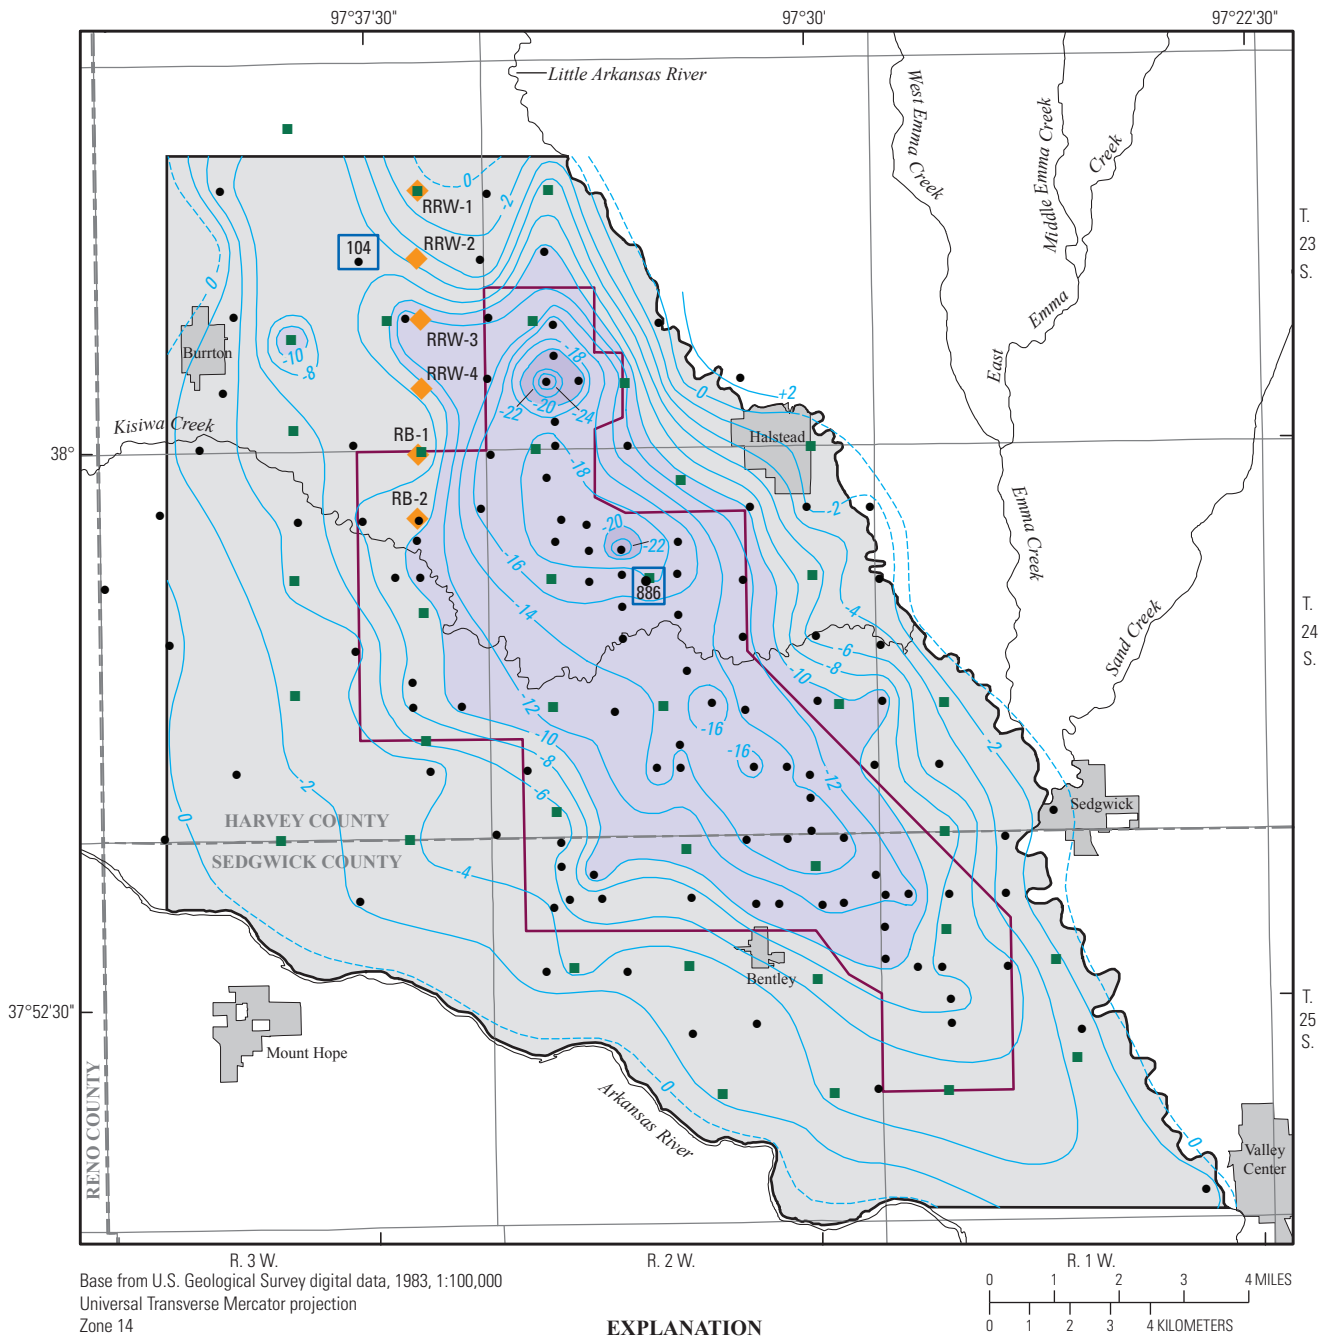 97°37'30"
97°30'
97°22'30"
Little Arkansas River
West Emma Creek
Middle Emma Creek
Creek
Emma
East
T.
23
S.
0
-2
RRW-1
RRW-2
104
0
RRW-3
RRW-4
-10
-8
Burrton
-18
-22
-20
-24
0
+2
Kisiwa Creek
38°
RB-1
Halstead
RB-2
-18
-2
-20
-22
-16
886
-14
-4
Emma Creek
Sand Creek
T.
24
S.
-6
-8
-10
-12
-16
-10
-16
-8
-12
-6
-2
-2
0
HARVEY COUNTY
SEDGWICK COUNTY
-4
Sedgwick
Bentley
37°52'30"
Mount Hope
T.
25
S.
RENO COUNTY
0
Arkansas River
0
Valley
Center
R. 3 W.
R. 2 W.
R. 1 W.
Base from U.S. Geological Survey digital data, 1983, 1:100,000
Universal Transverse Mercator projection
Zone 14
0 1 2 3 4 MILES
0 1 2 3 4 KILOMETERS
EXPLANATION